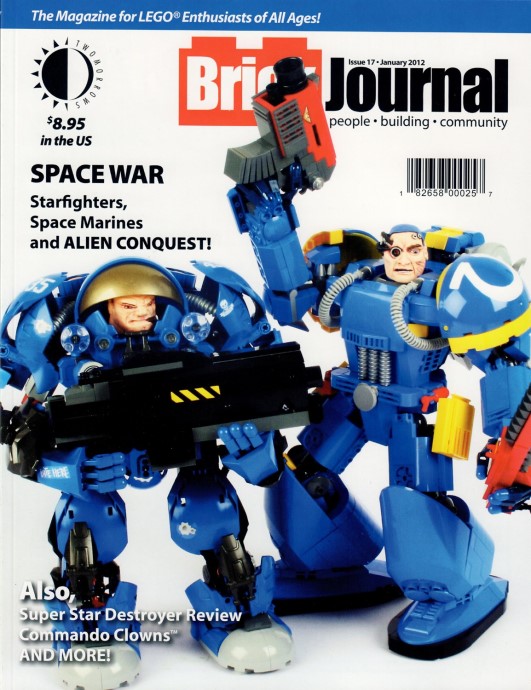 The Magazine for LEGO® Enthusiasts of All Ages!
TWOMORROWS
$8.95
in the US
Issue 17 • January 2012
Brick Journal
people • building • community
SPACE WAR
Starfighters,
Space Marines
and ALIEN CONQUEST!
1 82658 00025 7
Also,
Super Star Destroyer Review
Commando Clowns™
AND MORE!